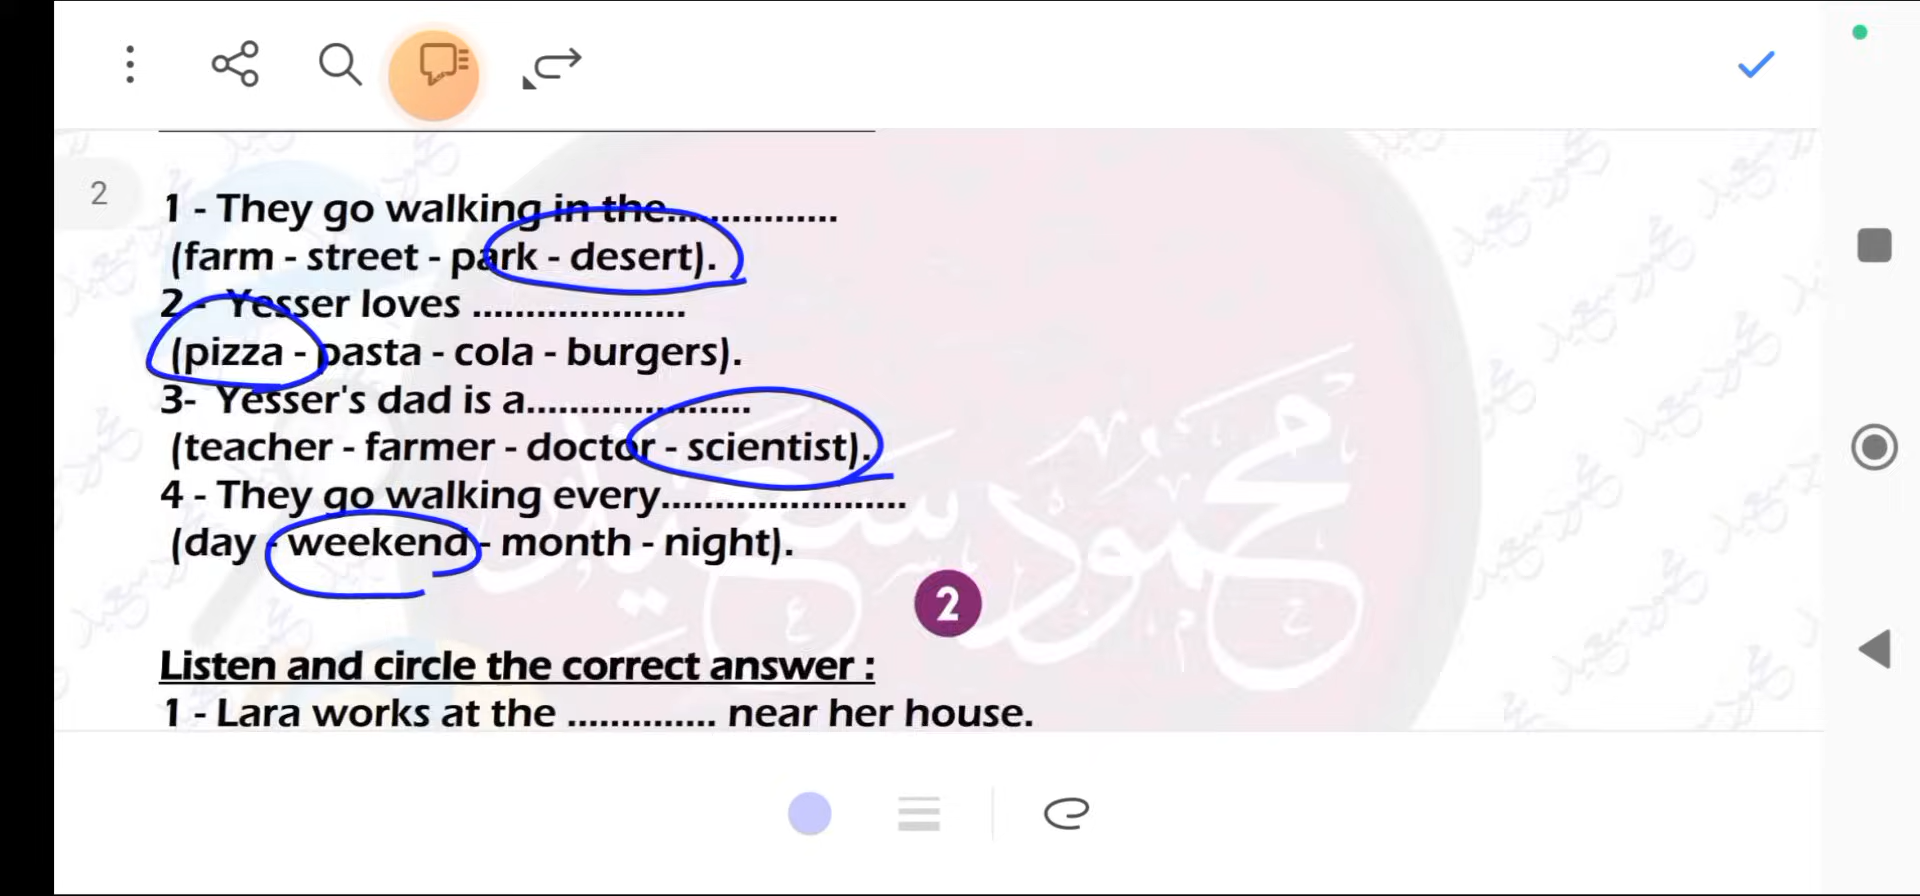 2
1 - They go walking in the................
(farm - street - park - desert).
2 - Yesser loves ....................
(pizza - pasta - cola - burgers).
3- Yesser's dad is a.....................
(teacher - farmer - doctor - scientist).
4 - They go walking every.......................
(day - weekend - month - night).
محمود سعيد
2
Listen and circle the correct answer :
1 - Lara works at the .............. near her house.